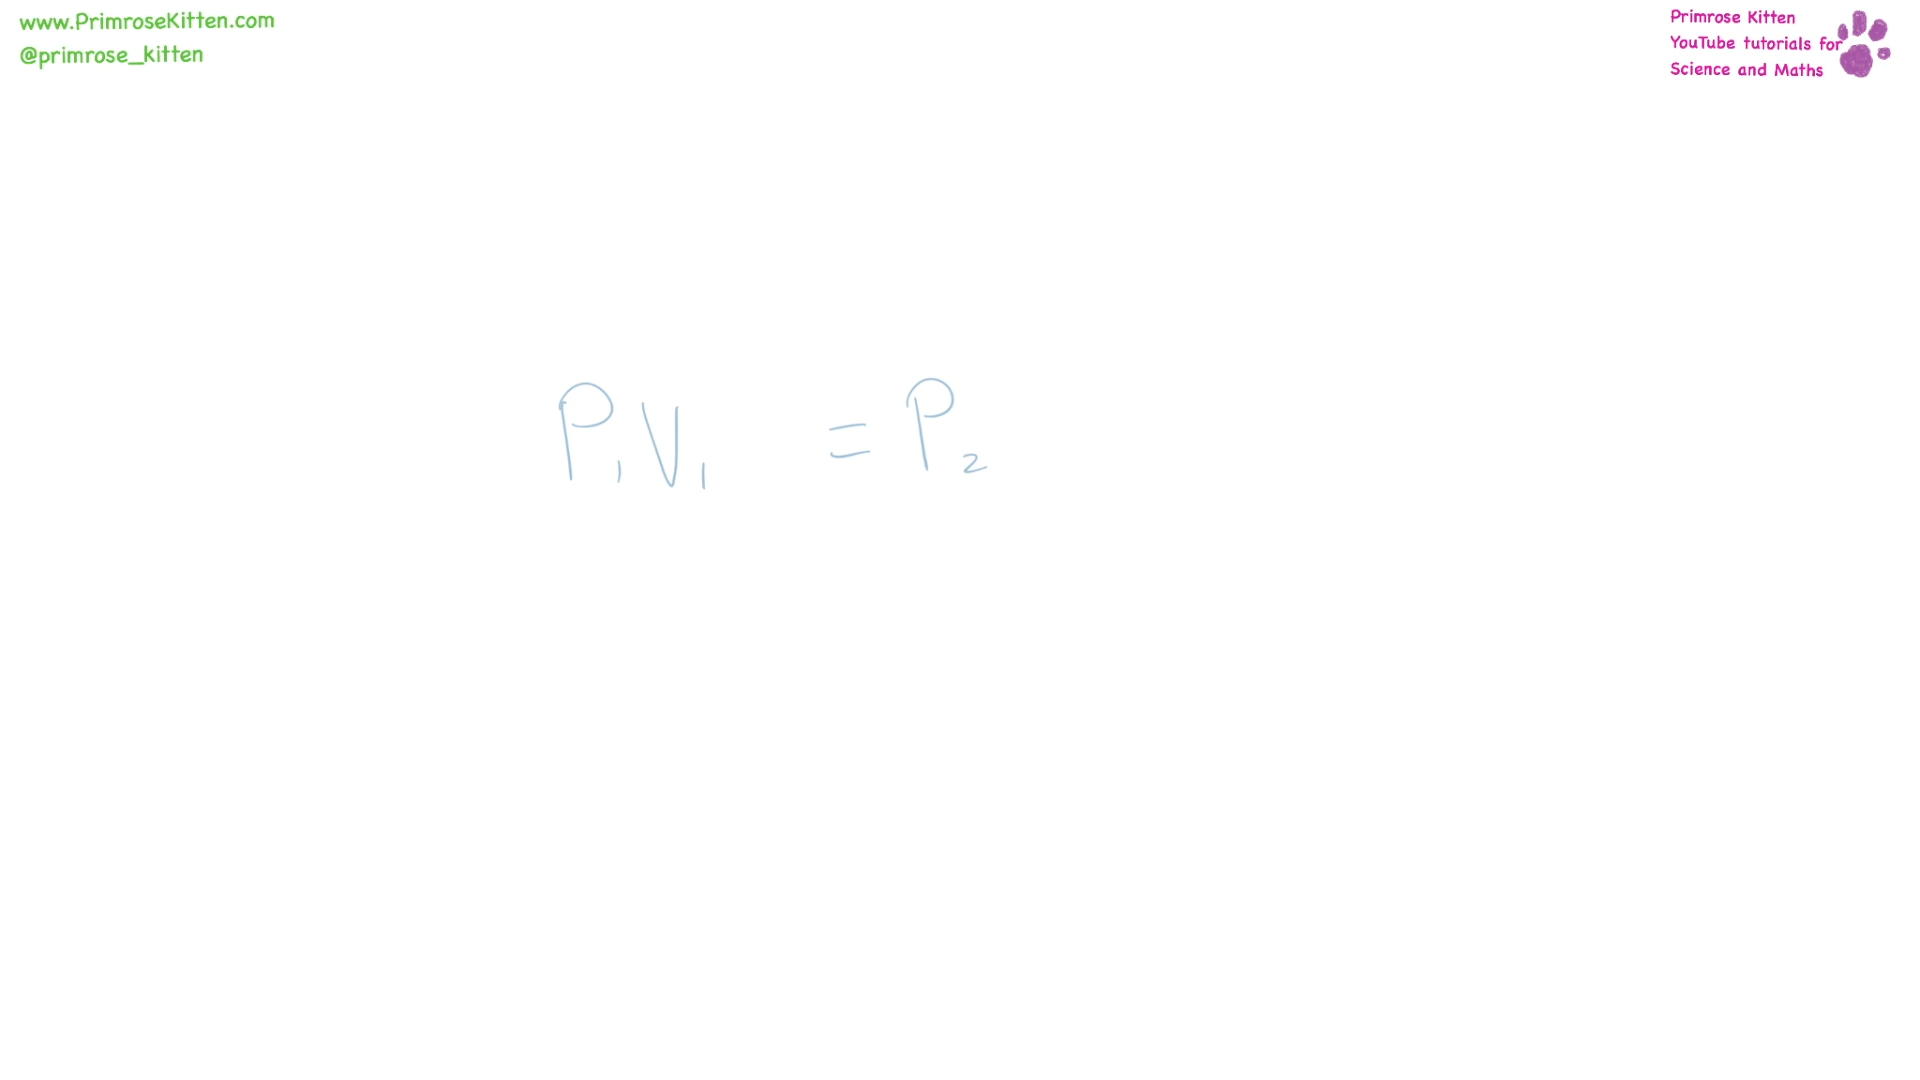 www.PrimroseKitten.com
@primrose_kitten
Primrose Kitten
YouTube tutorials for
Science and Maths
P₁V₁ = P₂